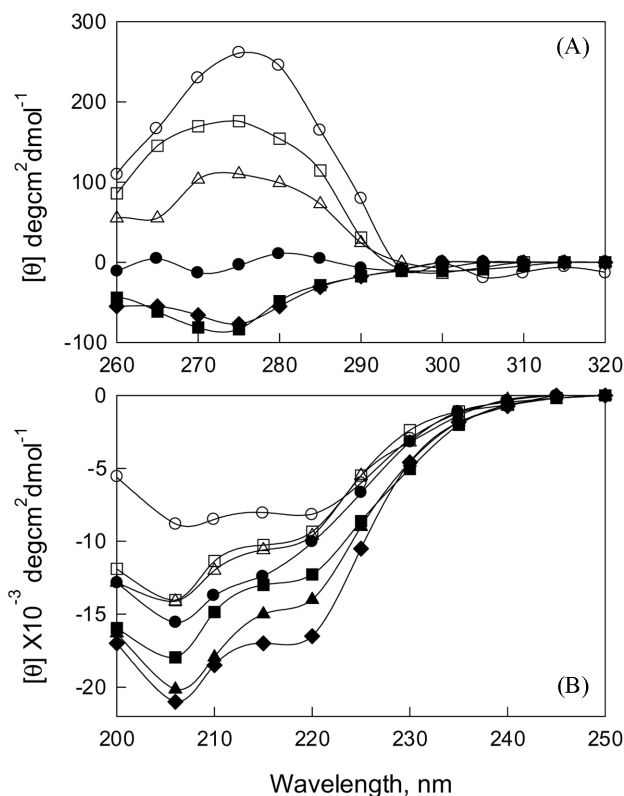 (A)
300
200
100
0
-100
[θ] degcm²dmol⁻¹
260 270 280 290 300 310 320
(B)
0
-5
-10
-15
-20
[θ] X10⁻³ degcm²dmol⁻¹
200 210 220 230 240 250
Wavelength, nm